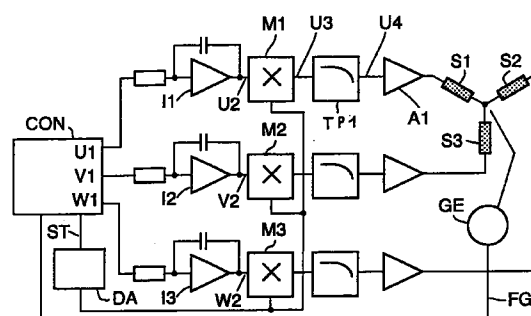 M1
U3
U4
S1
S2
I1
U2
TP1
A1
CON
U1
V1
W1
M2
S3
I2
V2
GE
ST
M3
DA
I3
W2
FG